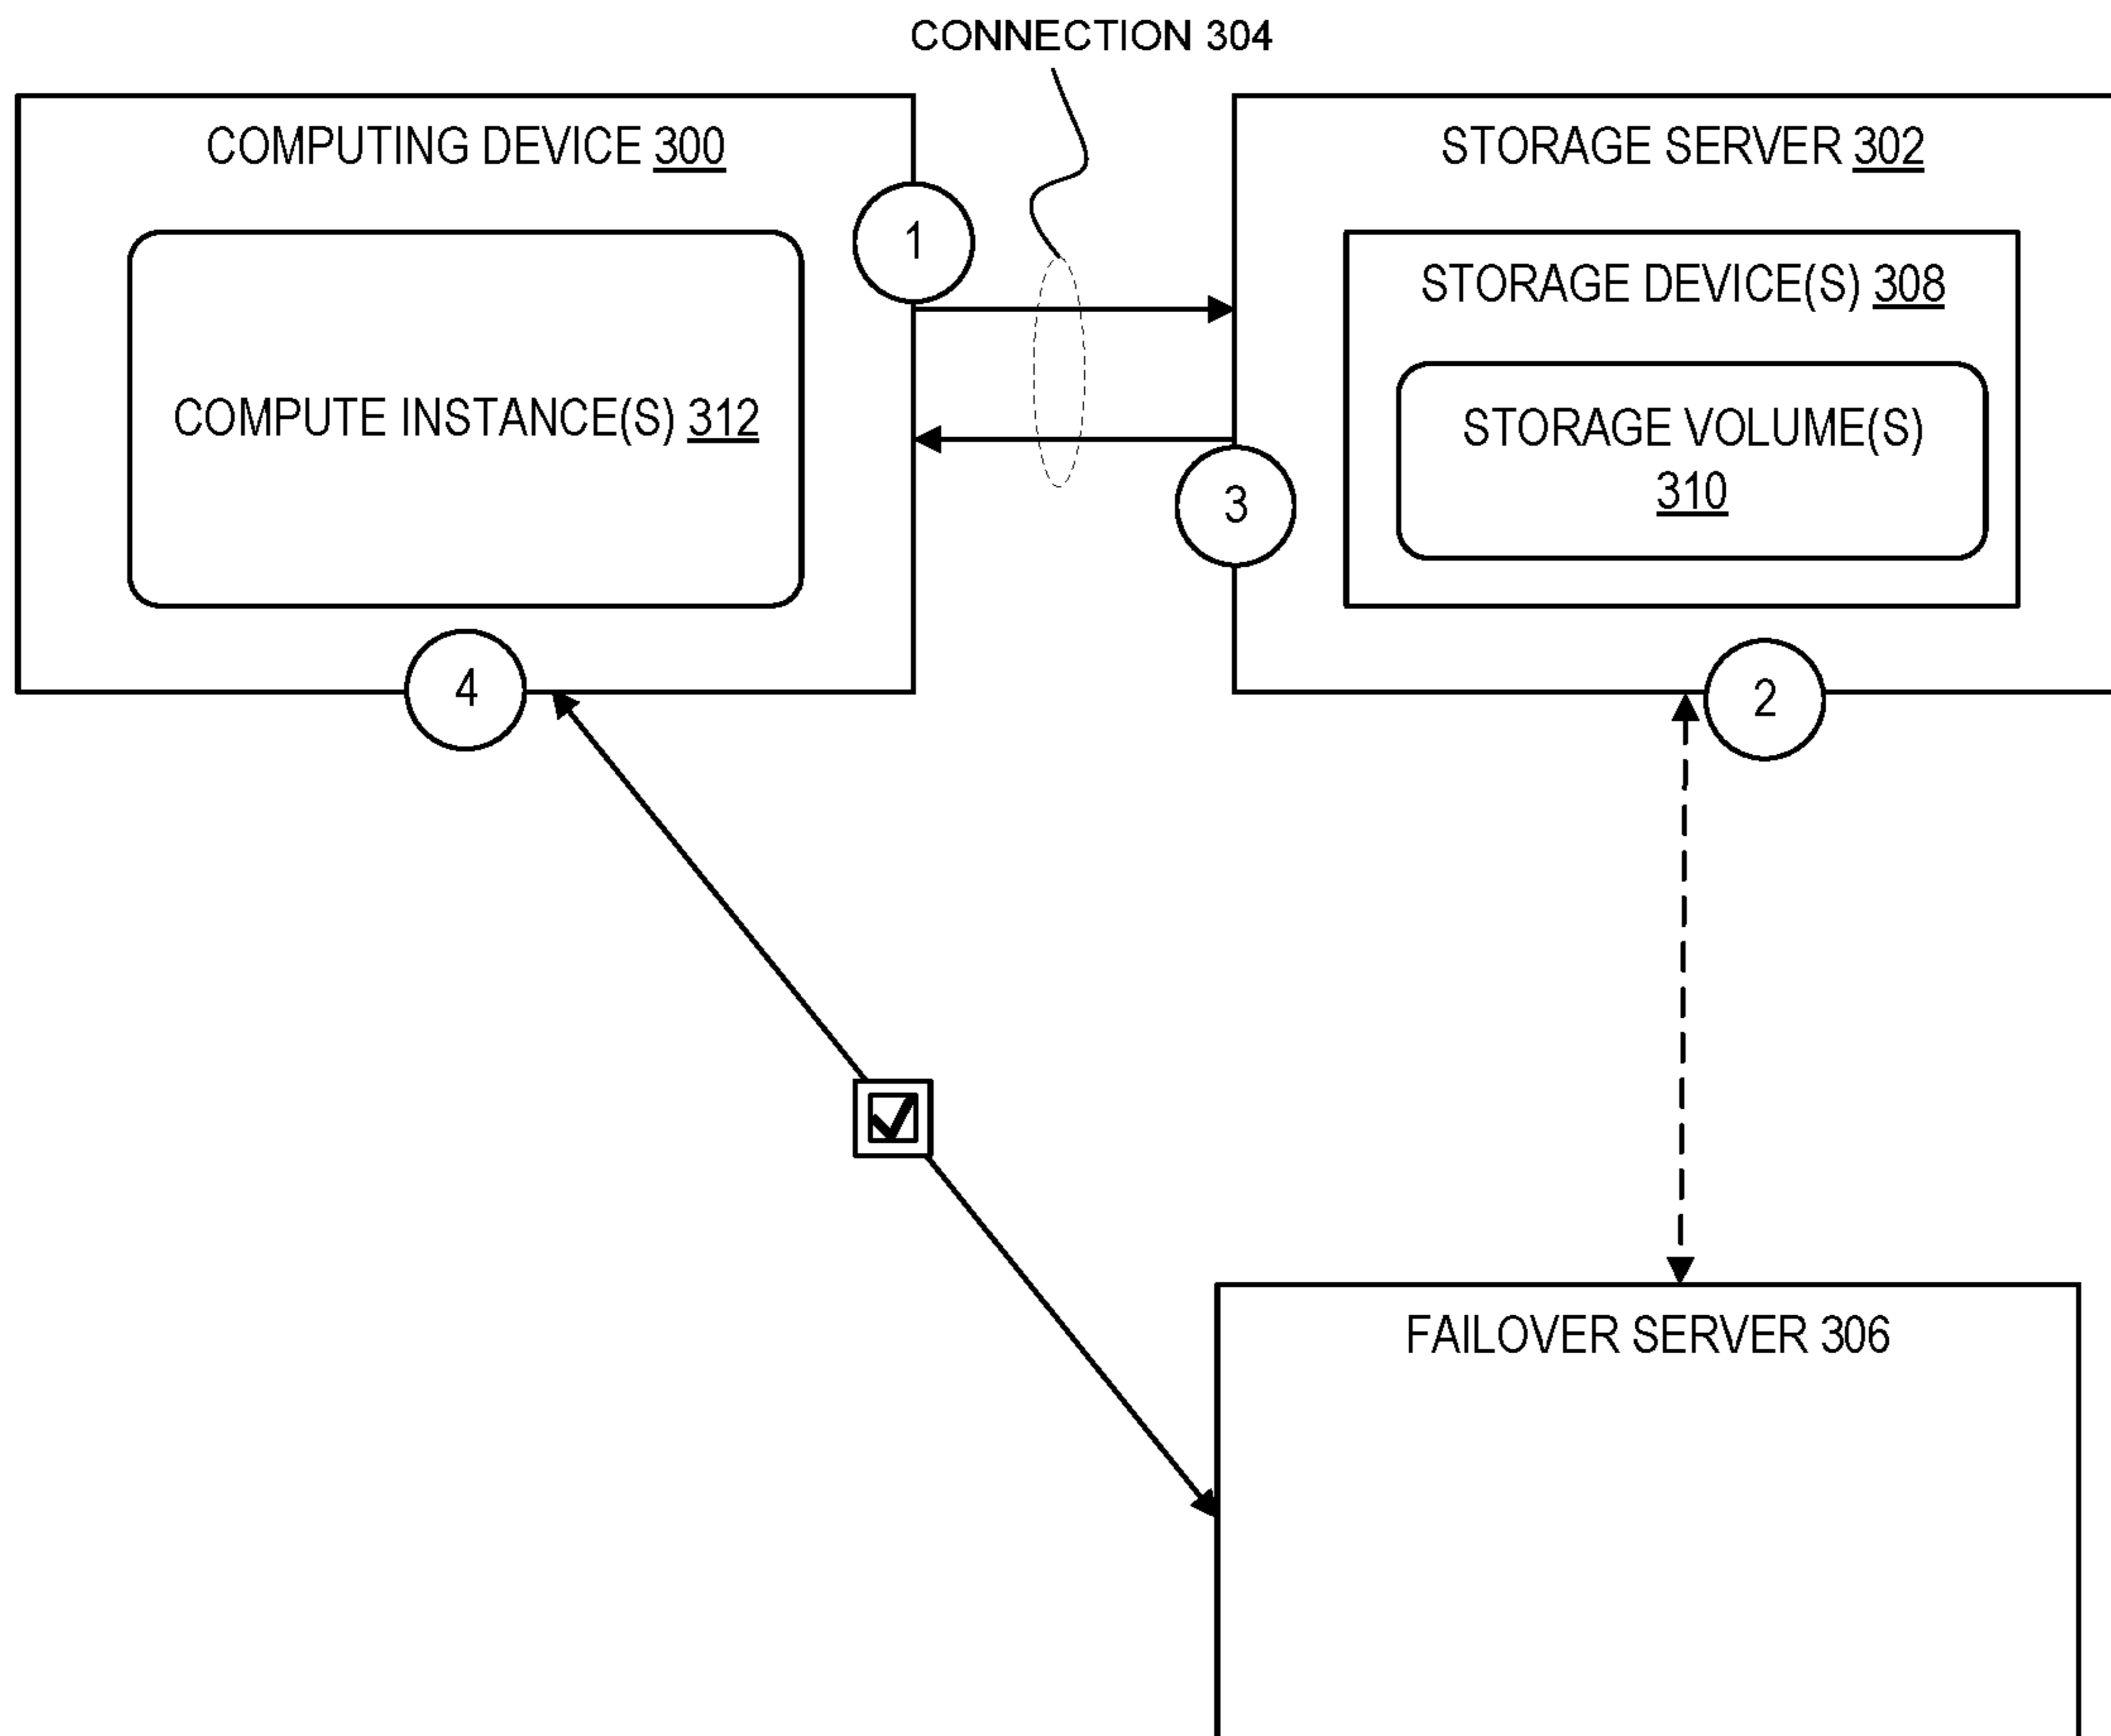 CONNECTION 304
COMPUTING DEVICE 300
STORAGE SERVER 302
1
STORAGE DEVICE(S) 308
COMPUTE INSTANCE(S) 312
STORAGE VOLUME(S)
310
3
4
2
FAILOVER SERVER 306